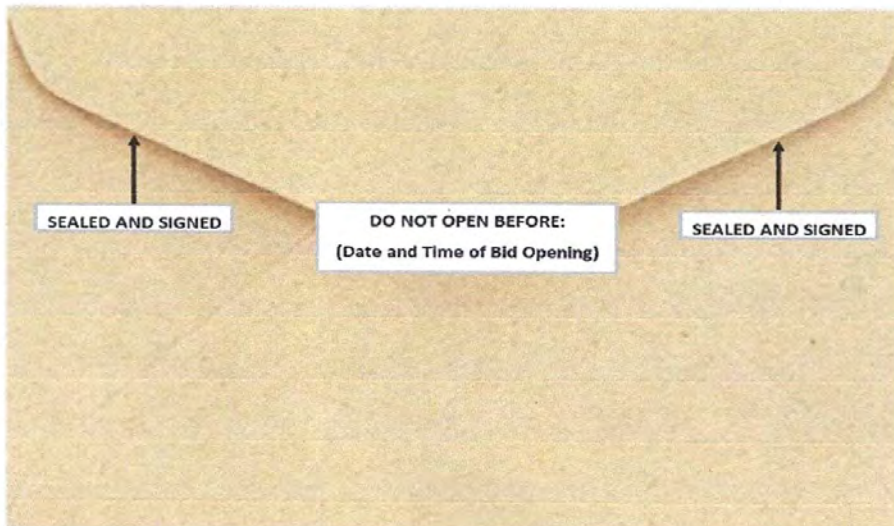 SEALED AND SIGNED
DO NOT OPEN BEFORE:
(Date and Time of Bid Opening)
SEALED AND SIGNED